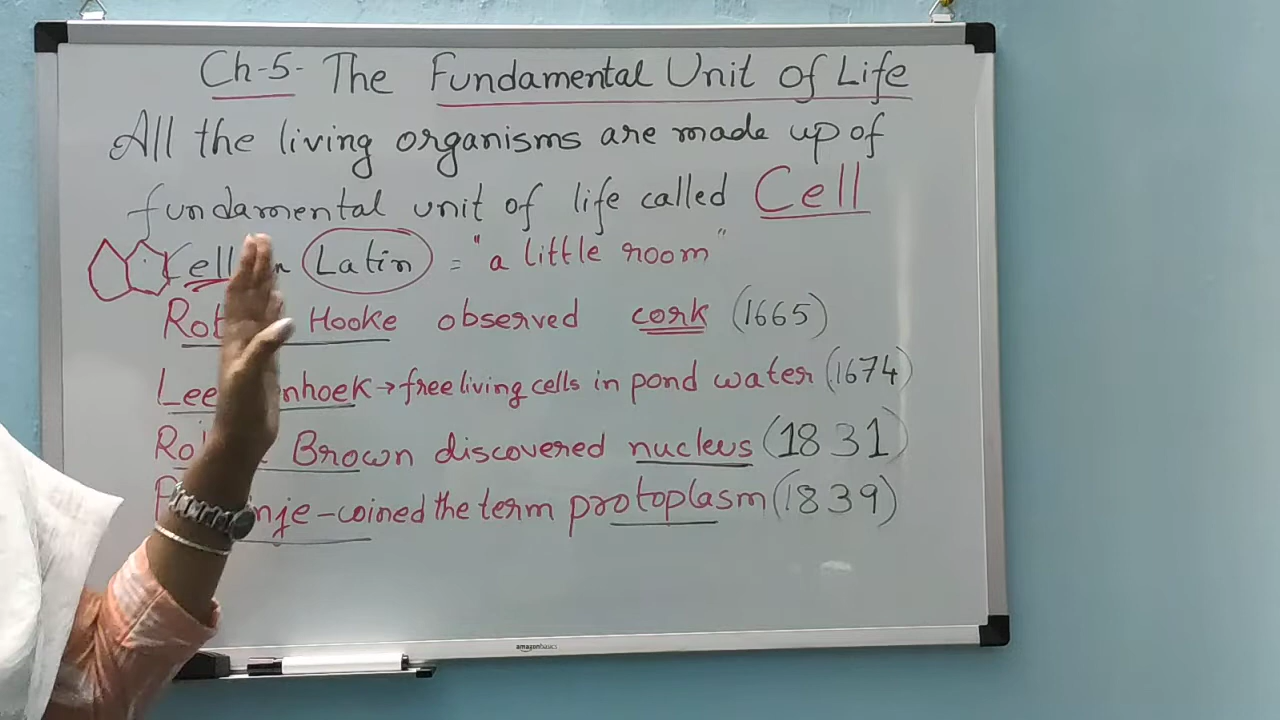 Ch-5- The Fundamental Unit Of Life
All the living organisms are made up of
fundamental unit of life called Cell
Cell Latin = "a little room"
Hooke observed cork (1665)
→ free living cells in pond water (1674)
Brown discovered nucleus (1831)
- coined the term protoplasm (1839)
amazonbasics